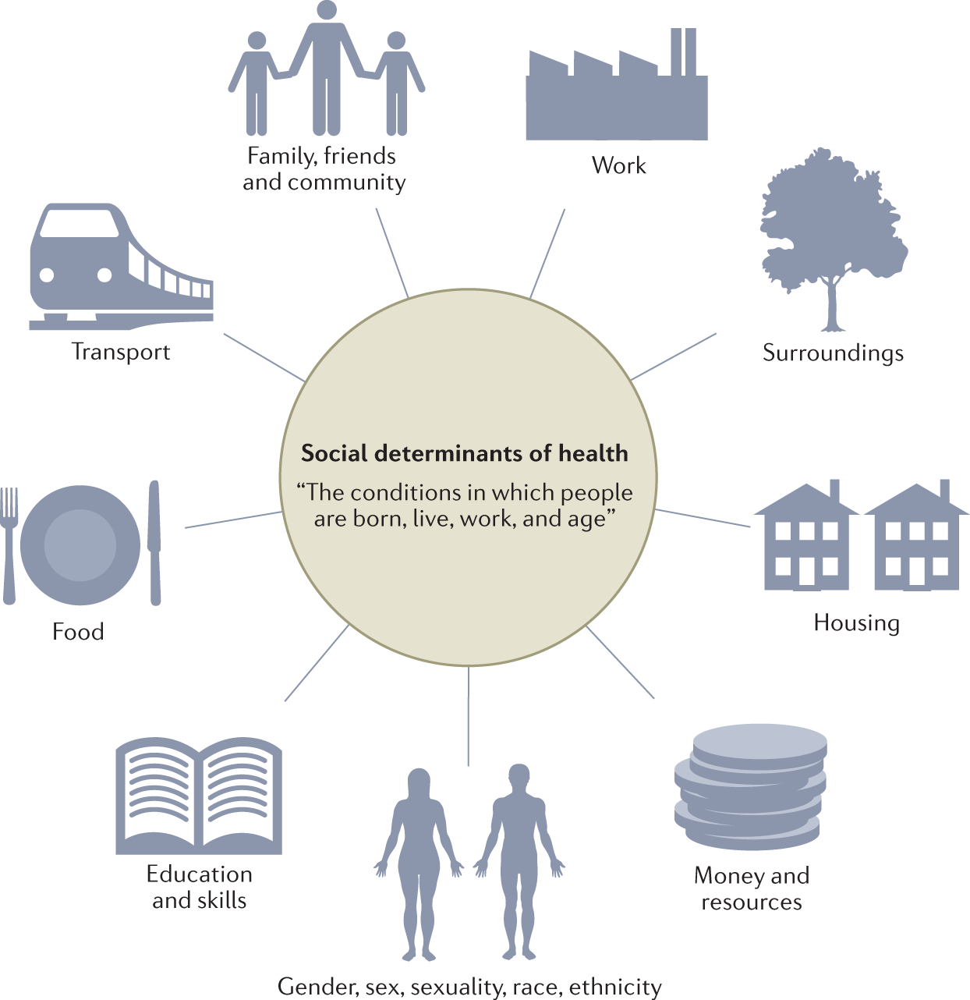 Family, friends
and community
Work
Transport
Surroundings
Social determinants of health
“The conditions in which people
are born, live, work, and age”
Food
Housing
Education
and skills
Money and
resources
Gender, sex, sexuality, race, ethnicity